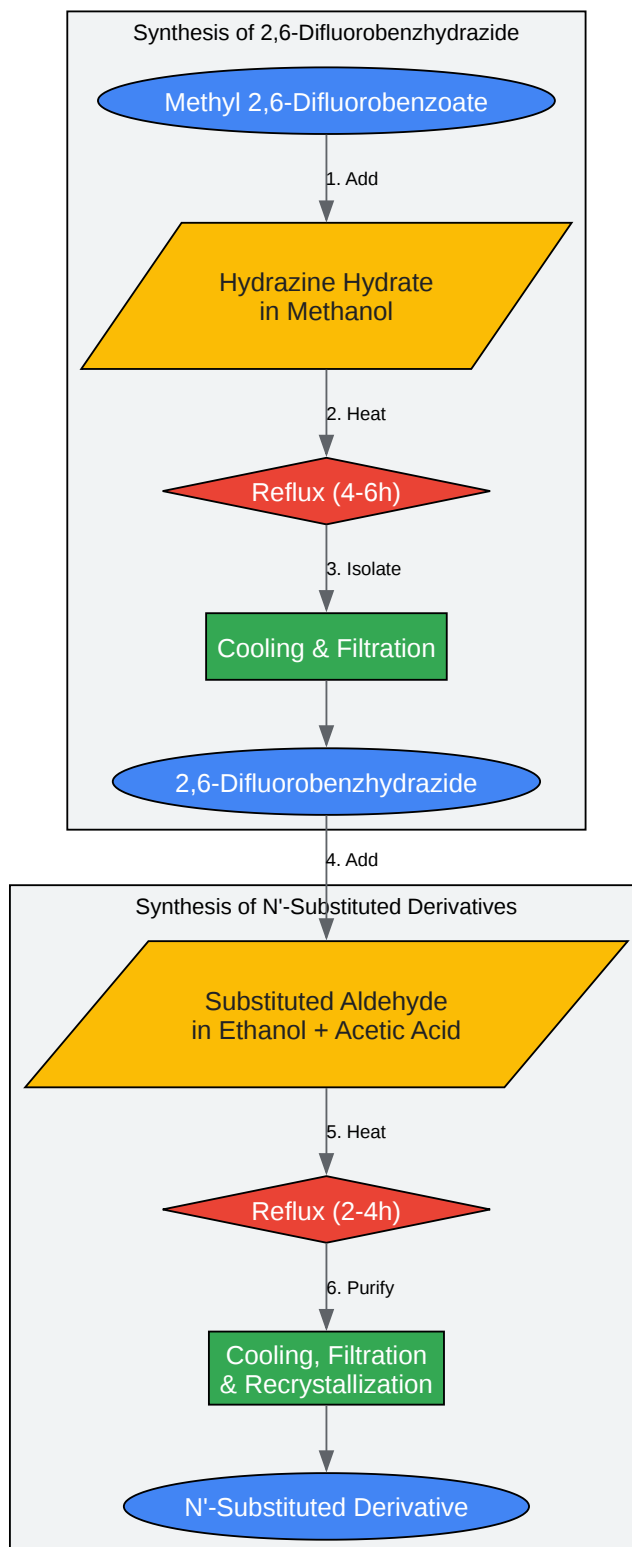 Synthesis of 2,6-Difluorobenzhydrazide
Methyl 2,6-Difluorobenzoate
1. Add
Hydrazine Hydrate
in Methanol
2. Heat
Reflux (4-6h)
3. Isolate
Cooling & Filtration
2,6-Difluorobenzhydrazide
4. Add
Synthesis of N'-Substituted Derivatives
Substituted Aldehyde
in Ethanol + Acetic Acid
5. Heat
Reflux (2-4h)
6. Purify
Cooling, Filtration
& Recrystallization
N'-Substituted Derivative